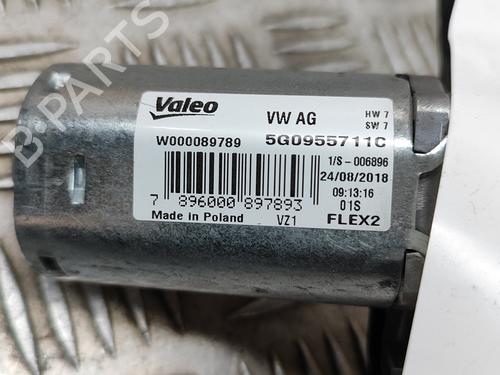 Valeo
VW AG
HW 7
SW 7
W000089789
5G0955711C
1/S - 006896
24/08/2018
09:13:16
01S
7 896000 897893
Made in Poland
VZ1
FLEX2
B-PARTS